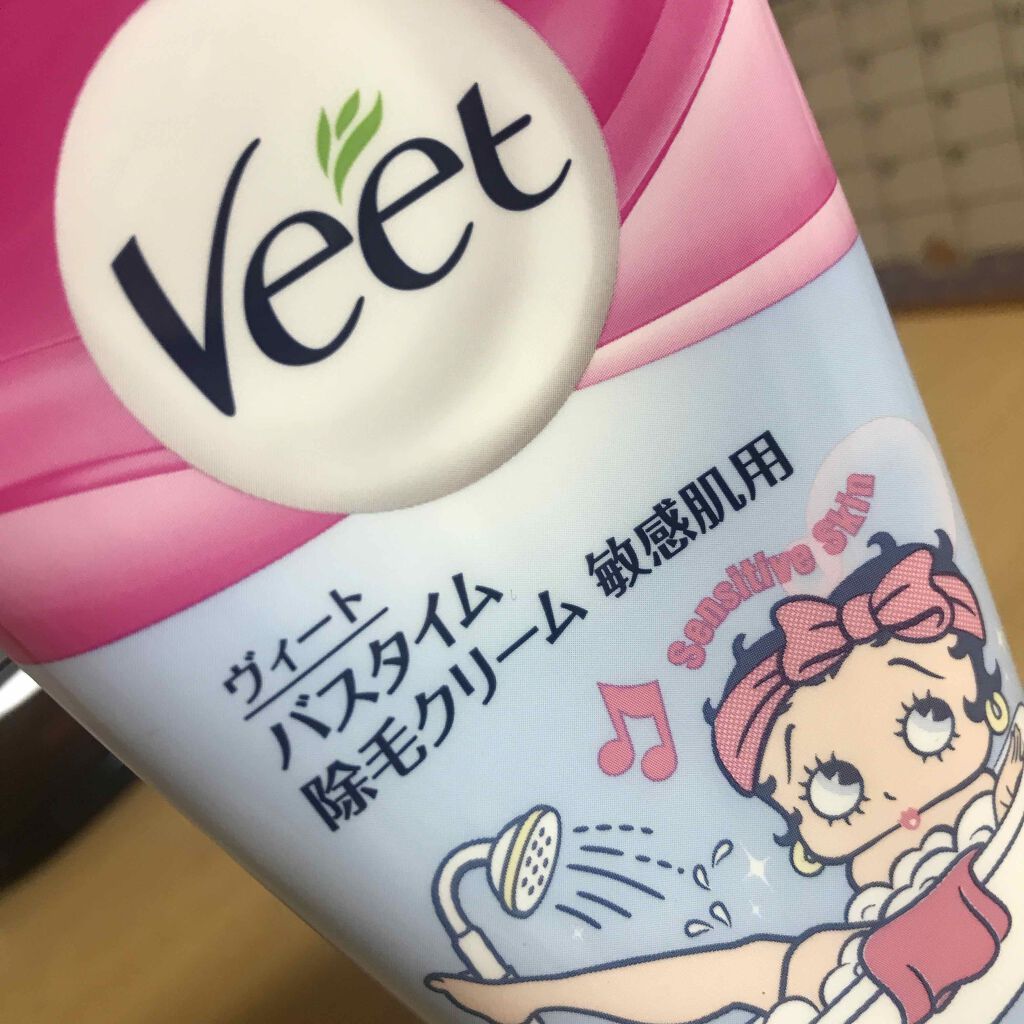 Veet
ヴィート
バスタイム
除毛クリーム 敏感肌用
Sensitive Skin